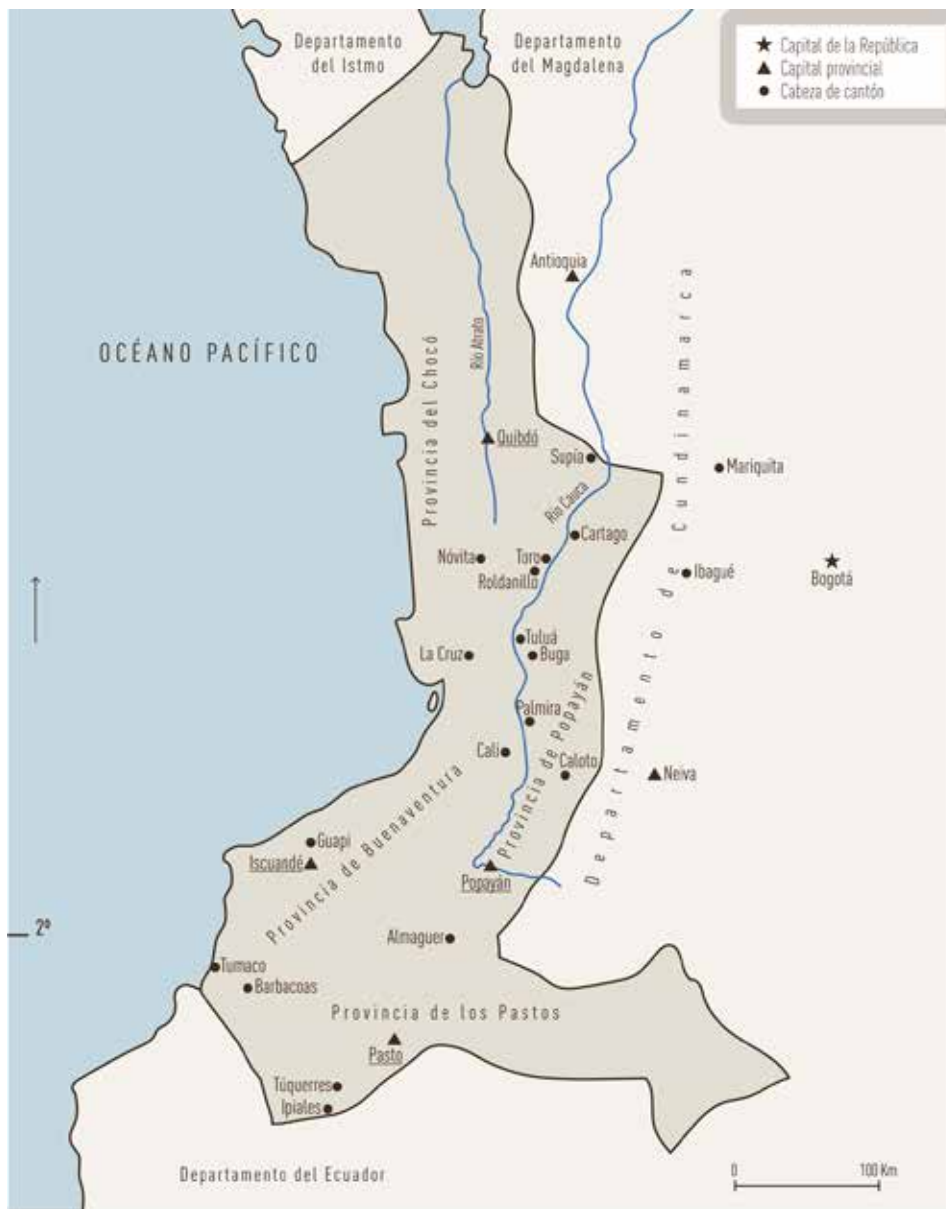 Departamento
del Istmo
Departamento
del Magdalena
Capital de la República
Capital provincial
Cabeza de cantón
Antioquia
OCÉANO PACÍFICO
Provincia del Chocó
Río Atrato
Departamento de Cundinamarca
Quibdó
Supía
Mariquita
Río Cauca
Cartago
Nóvita
Toro
Roldanillo
Ibagué
Bogotá
Tuluá
La Cruz
Buga
Palmira
Cali
Caloto
Provincia de Popayán
Neiva
Provincia de Buenaventura
Guapi
Iscuandé
Popayán
2º
Almaguer
Tumaco
Barbacoas
Provincia de los Pastos
Pasto
Túquerres
Ipiales
Departamento del Ecuador
0 100 Km